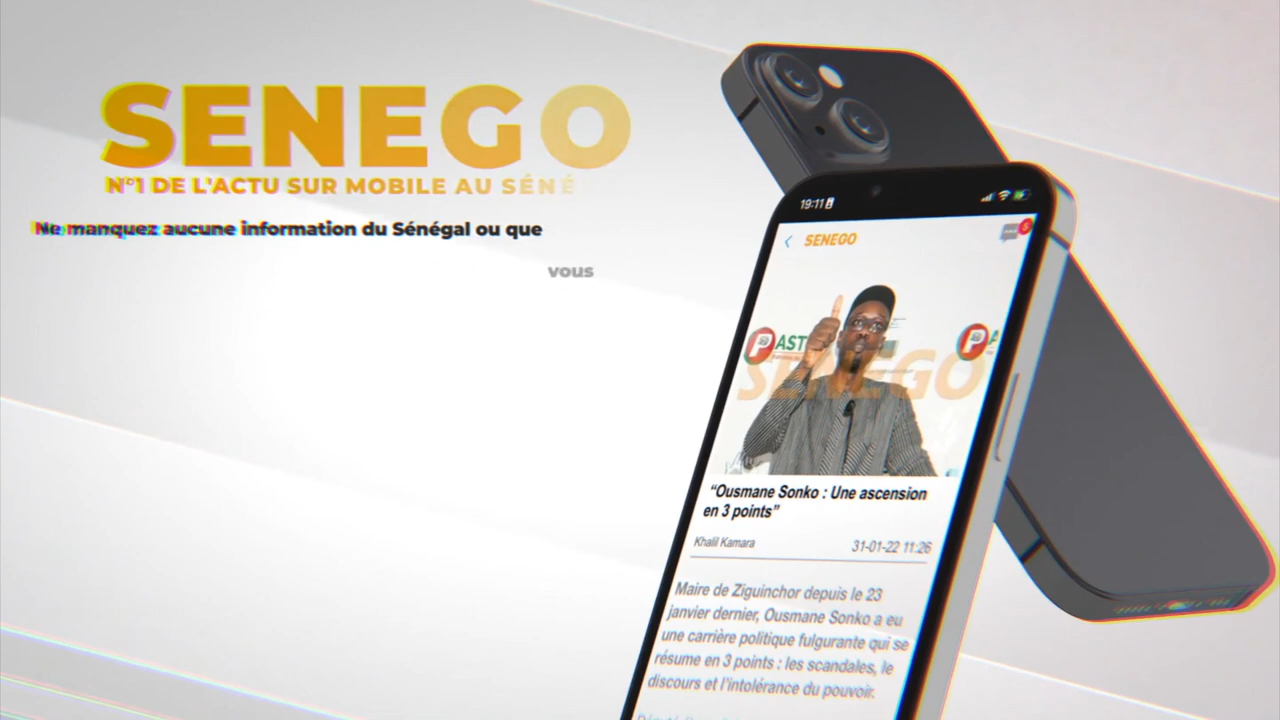 SENEGO
N°1 DE L'ACTU SUR MOBILE AU SÉNÉ
Ne manquez aucune information du Sénégal ou que
vous
19:11
SENEGO
5
PAST
P
SENEGO
“Ousmane Sonko : Une ascension
en 3 points”
Khalil Kamara 31-01-22 11:26
Maire de Ziguinchor depuis le 23
janvier dernier, Ousmane Sonko a eu
une carrière politique fulgurante qui se
résume en 3 points : les scandales, le
discours et l'intolérance du pouvoir.